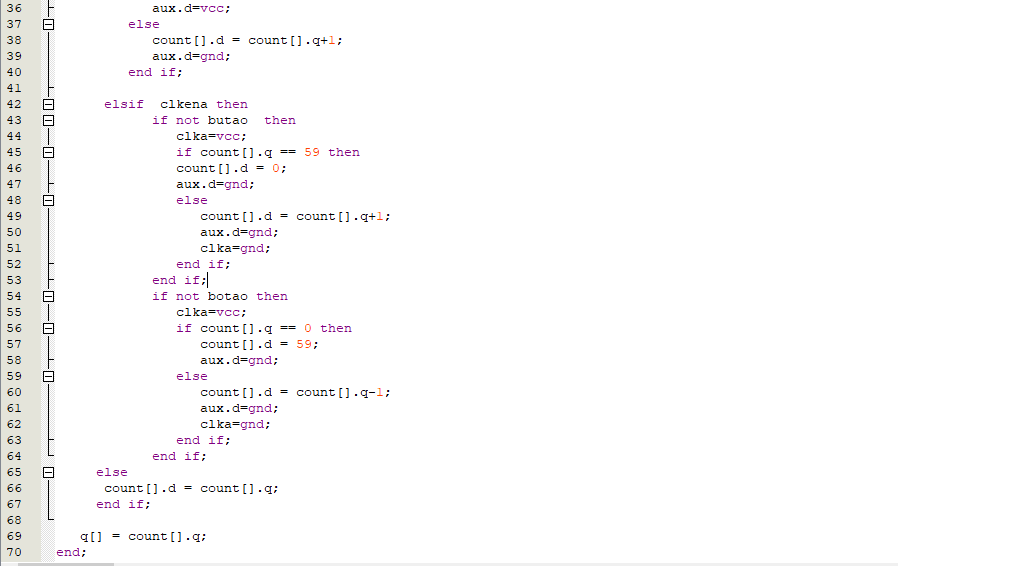 36 aux.d=vcc;
37 else
38 count[].d = count[].q+1;
39 aux.d=gnd;
40 end if;
41
42 elsif clkena then
43 if not butao then
44 clka=vcc;
45 if count[].q == 59 then
46 count[].d = 0;
47 aux.d=gnd;
48 else
49 count[].d = count[].q+1;
50 aux.d=gnd;
51 clka=gnd;
52 end if;
53 end if;
54 if not botao then
55 clka=vcc;
56 if count[].q == 0 then
57 count[].d = 59;
58 aux.d=gnd;
59 else
60 count[].d = count[].q-1;
61 aux.d=gnd;
62 clka=gnd;
63 end if;
64 end if;
65 else
66 count[].d = count[].q;
67 end if;
68
69 q[] = count[].q;
70 end;